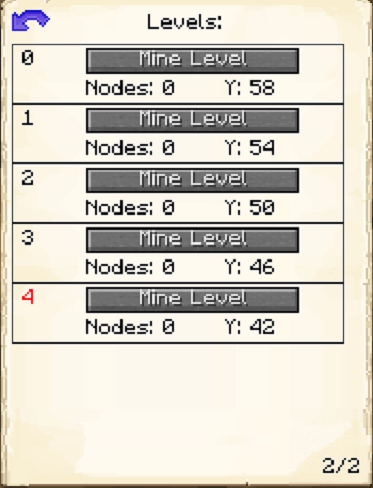 Levels:
0 Mine Level
Nodes: 0 Y: 58
1 Mine Level
Nodes: 0 Y: 54
2 Mine Level
Nodes: 0 Y: 50
3 Mine Level
Nodes: 0 Y: 46
4 Mine Level
Nodes: 0 Y: 42
2/2